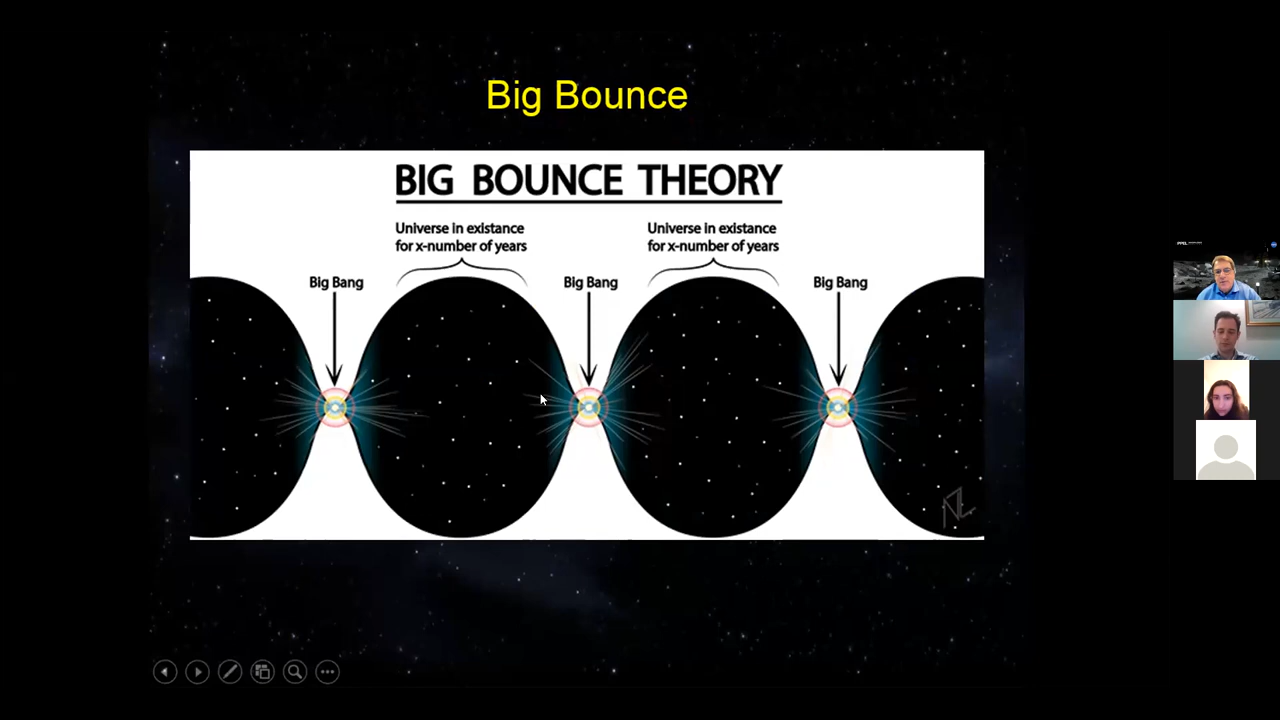 Big Bounce
BIG BOUNCE THEORY
Universe in existance
for x-number of years
Universe in existance
for x-number of years
Big Bang
Big Bang
Big Bang